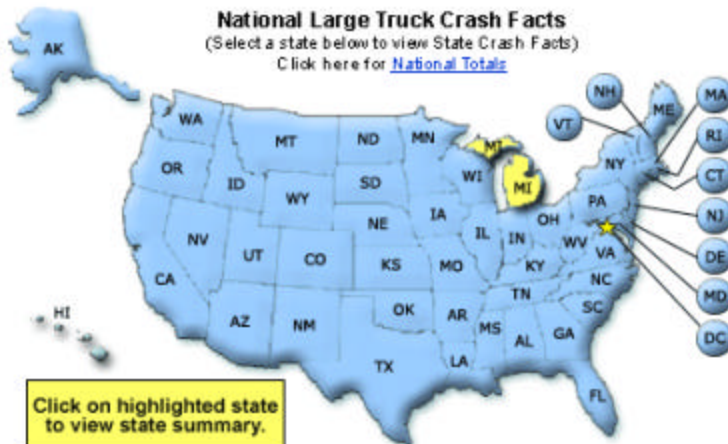 National Large Truck Crash Facts
(Select a state below to view State Crash Facts)
Click here for National Totals
AK
WA
MT
ND
MN
VT
NH
ME
MA
RI
CT
NJ
DE
MD
DC
OR
ID
WY
SD
WI
MI
MI
NY
PA
NV
UT
CO
NE
IA
IL
IN
OH
WV
VA
KS
MO
KY
NC
CA
AZ
NM
OK
AR
TN
SC
MS
AL
GA
TX
LA
FL
HI
Click on highlighted state
to view state summary.